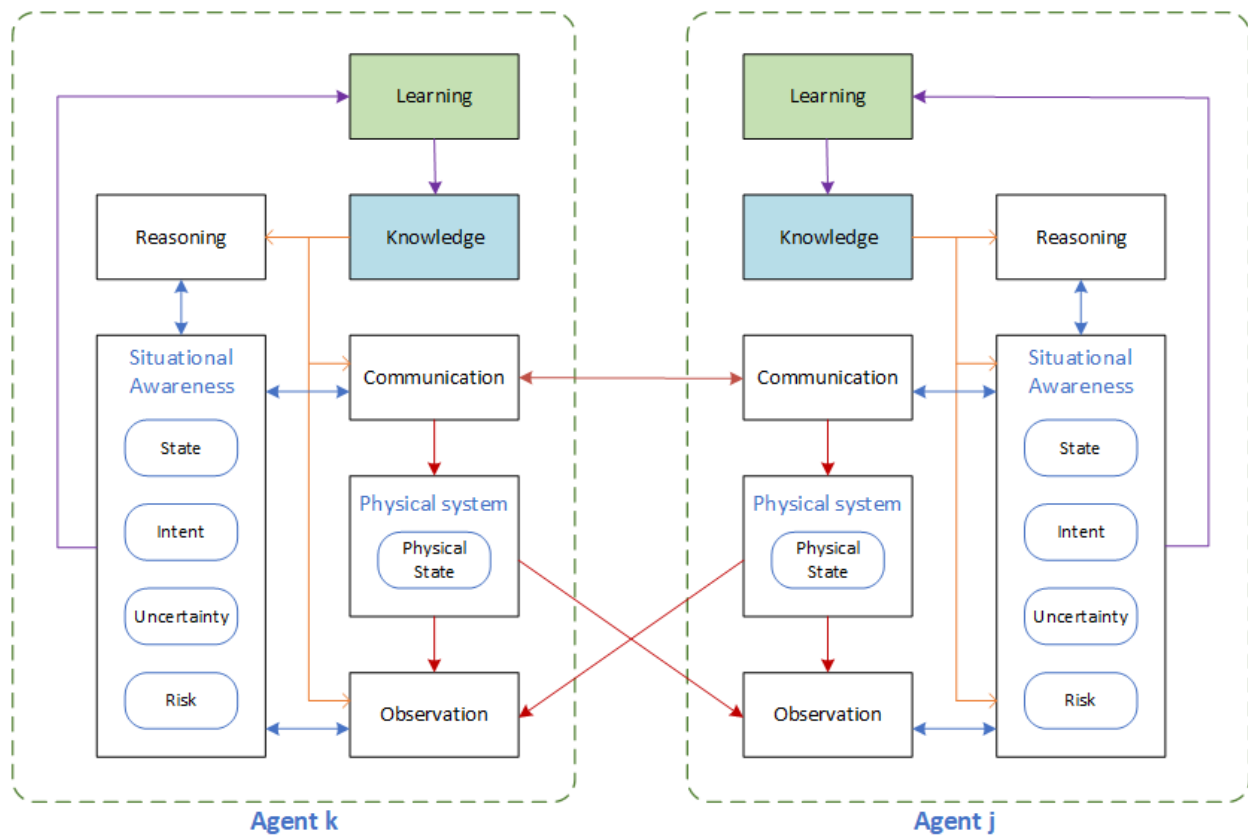 Learning
Reasoning
Knowledge
Situational
Awareness
State
Intent
Uncertainty
Risk
Communication
Physical system
Physical
State
Observation
Agent k
Learning
Knowledge
Reasoning
Communication
Physical system
Physical
State
Observation
Situational
Awareness
State
Intent
Uncertainty
Risk
Agent j